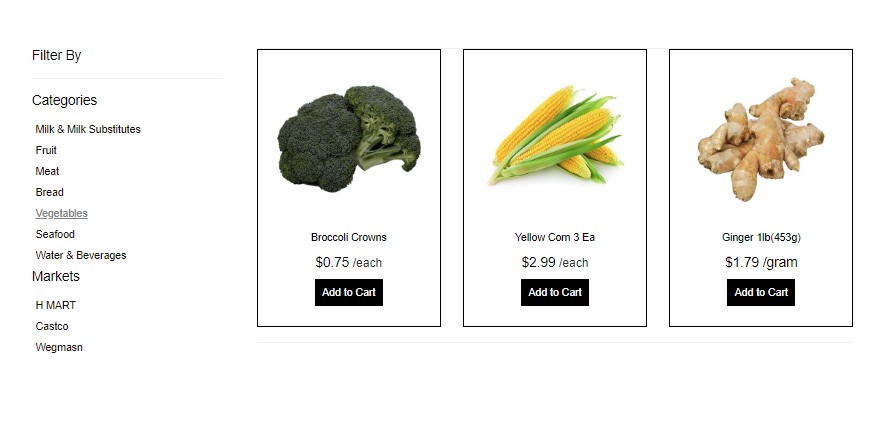 Filter By
Categories
Milk & Milk Substitutes
Fruit
Meat
Bread
Vegetables
Seafood
Water & Beverages
Markets
H MART
Castco
Wegmasn
Broccoli Crowns
$0.75 /each
Add to Cart
Yellow Corn 3 Ea
$2.99 /each
Add to Cart
Ginger 1lb(453g)
$1.79 /gram
Add to Cart